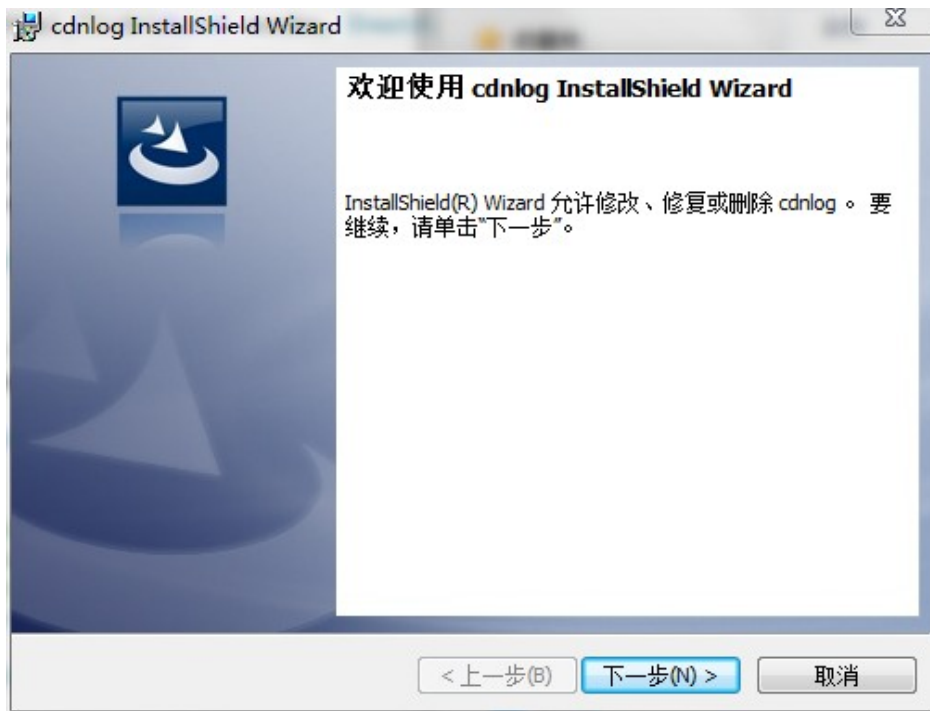 cdnlog InstallShield Wizard
欢迎使用 cdnlog InstallShield Wizard
InstallShield(R) Wizard 允许修改、修复或删除 cdnlog。 要
继续，请单击“下一步”。
<上一步(B)
下一步(N) >
取消